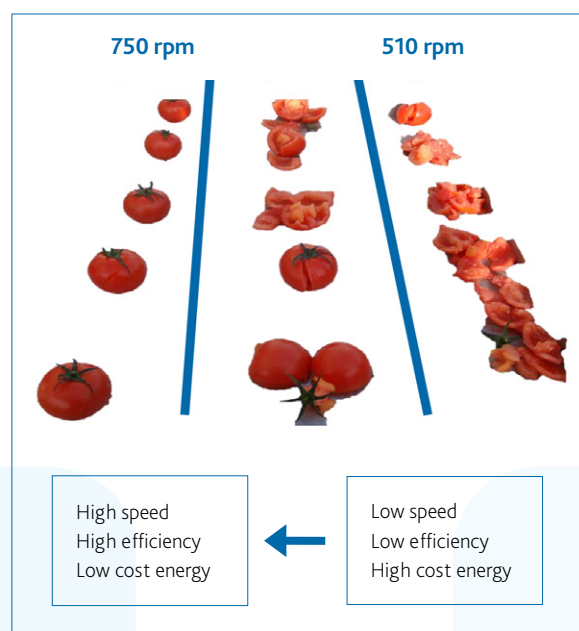 750 rpm
510 rpm
High speed
High efficiency
Low cost energy
Low speed
Low efficiency
High cost energy